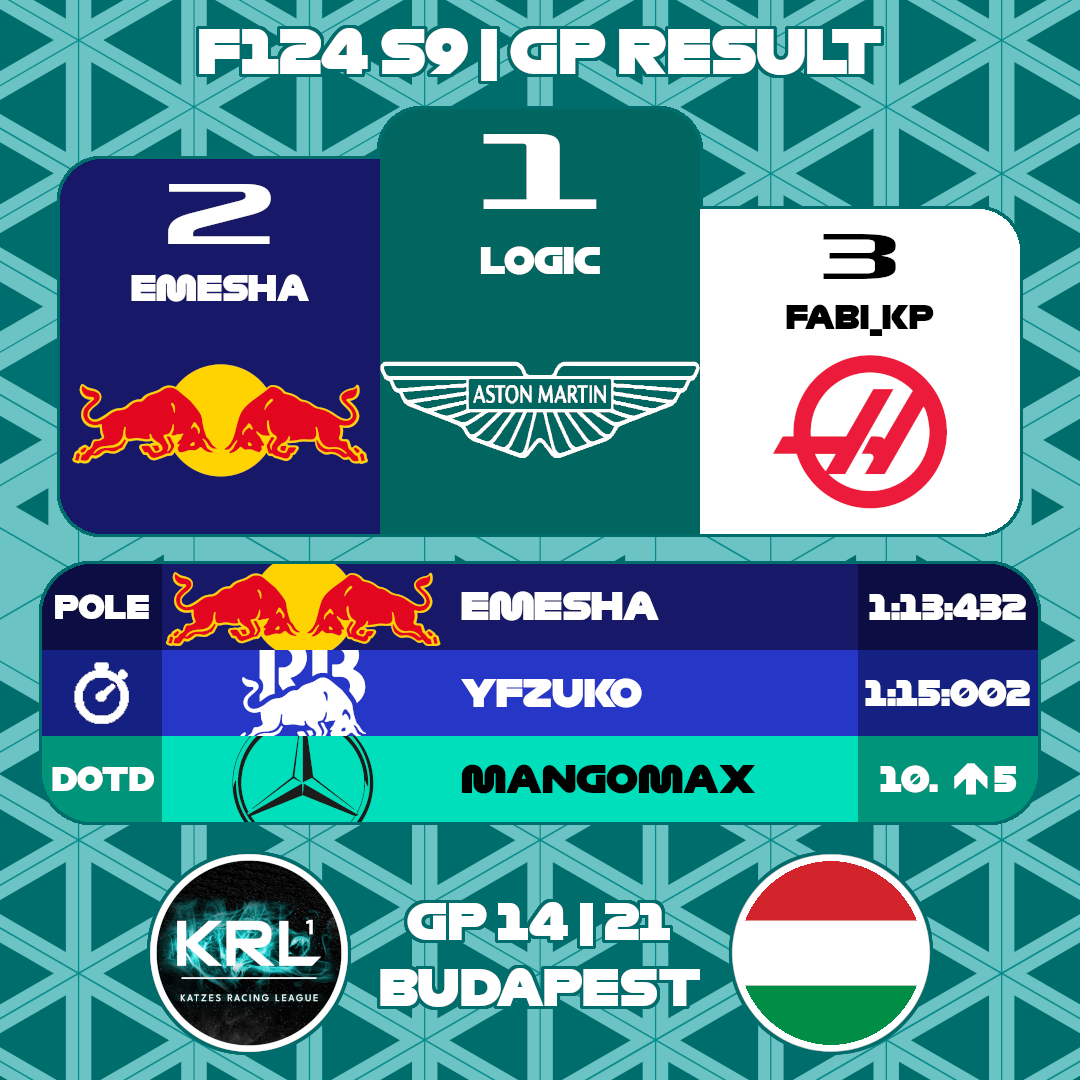 F124 S9 | GP RESULT
1
LOGIC
ASTON MARTIN
2
EMESHA
3
FABI_KP
POLE EMESHA 1:13:432
RB YFZUKO 1:15:002
DOTD MANGOMAX 10. ↑5
KRL1
KATZES RACING LEAGUE
GP 14 | 21
BUDAPEST